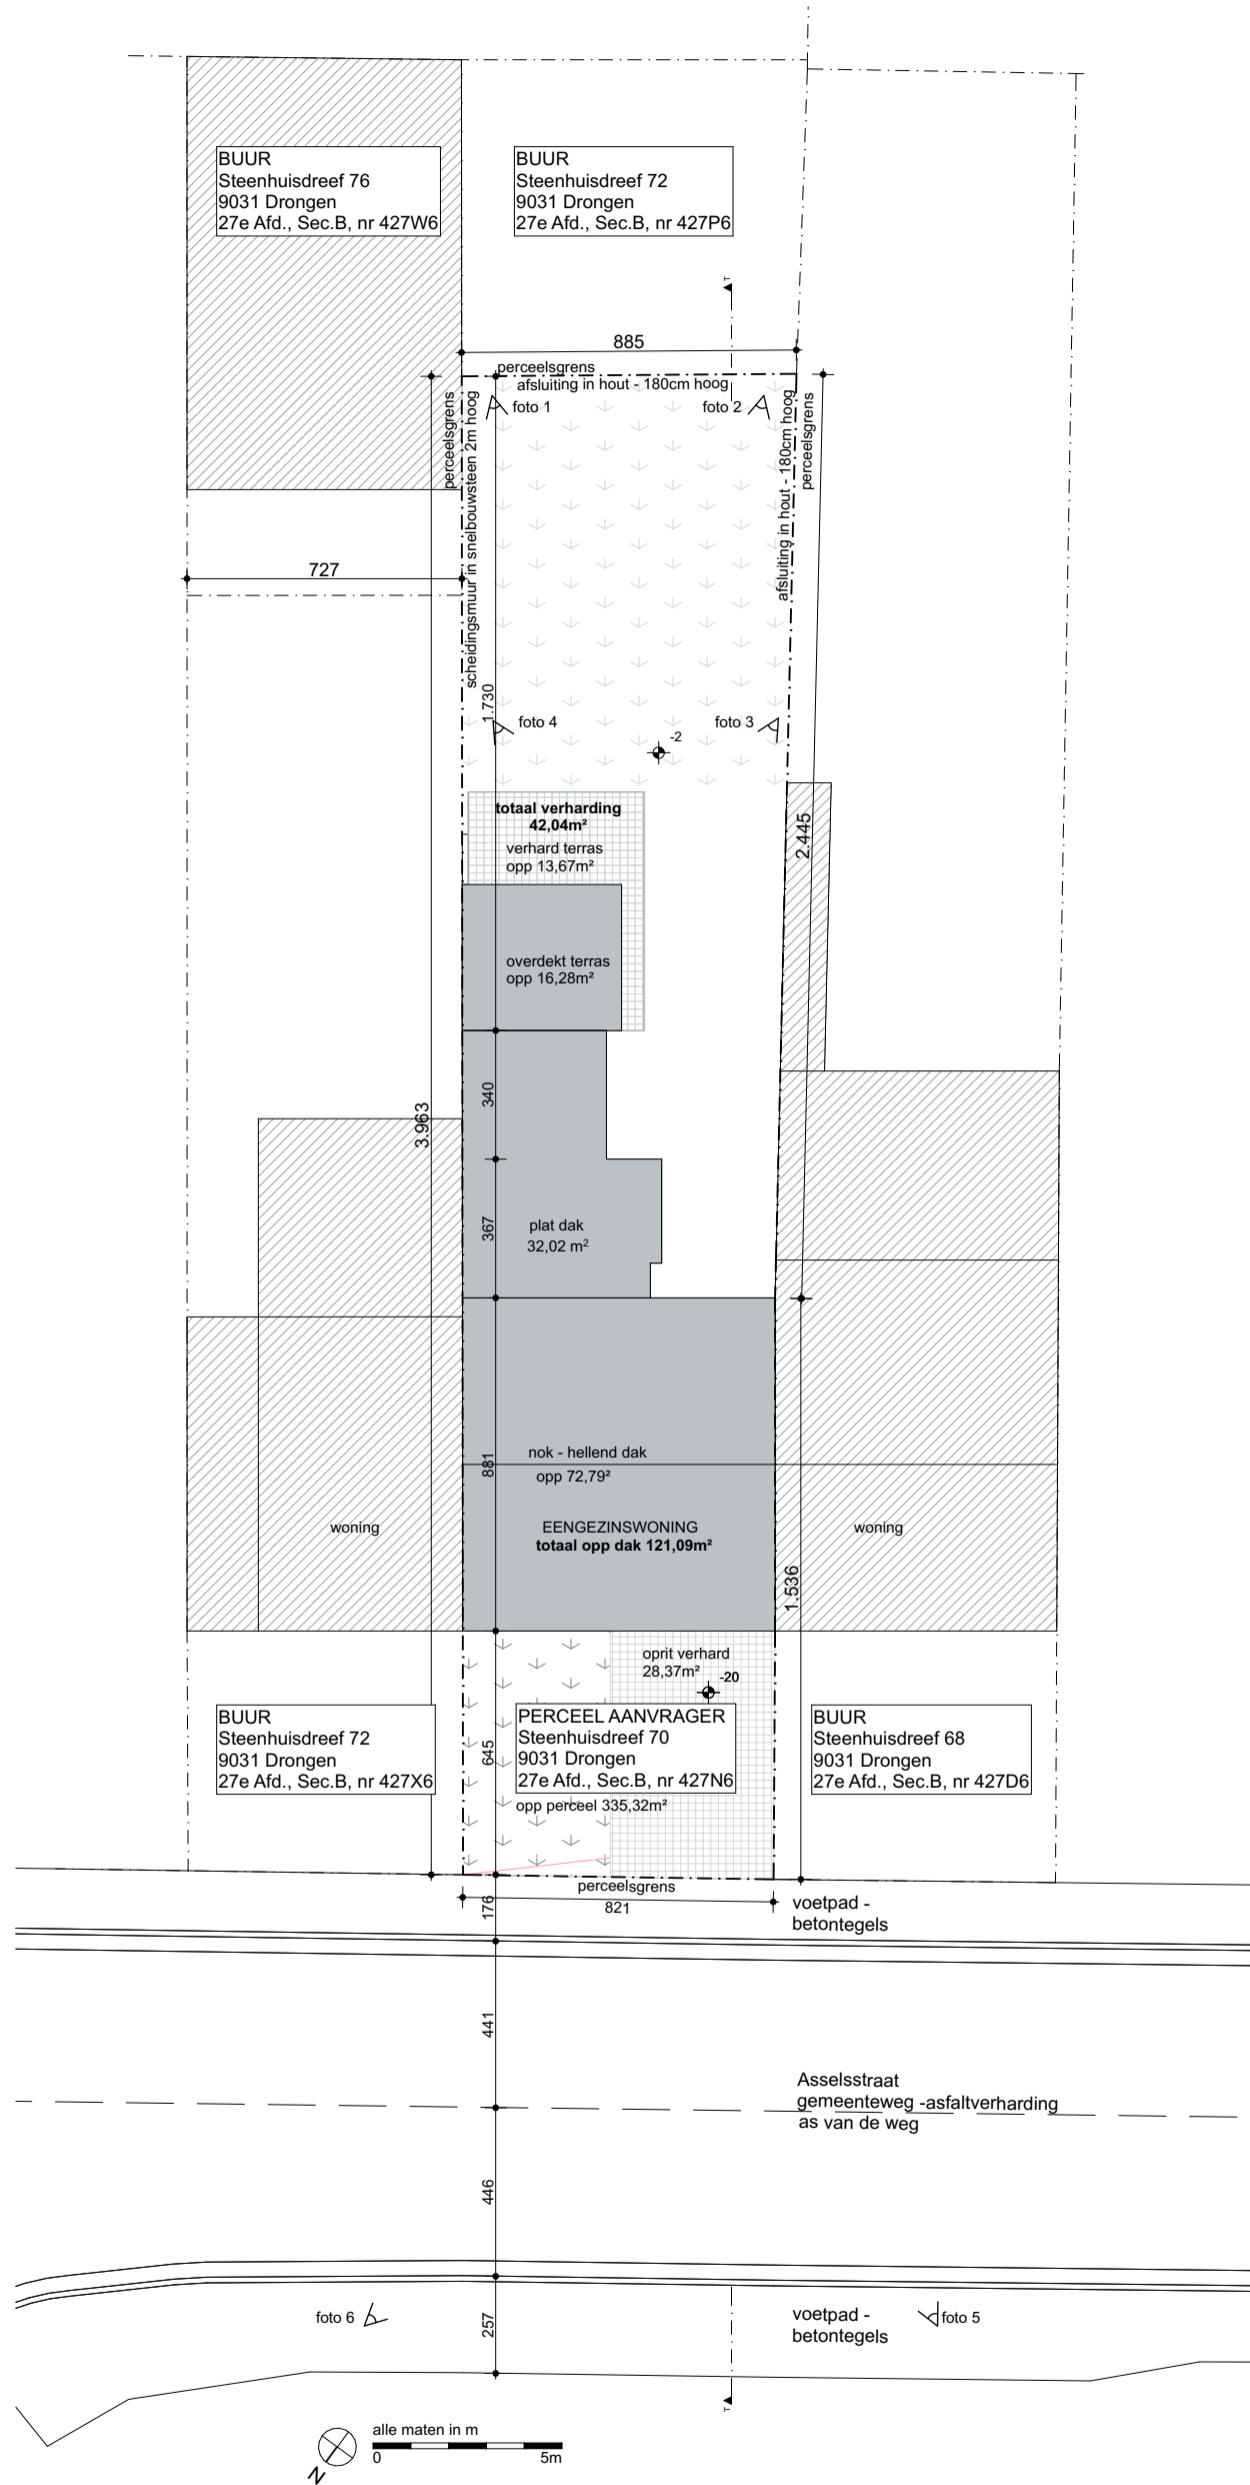 BUUR
Steenhuisdreef 76
9031 Drongen
27e Afd., Sec.B, nr 427W6
BUUR
Steenhuisdreef 72
9031 Drongen
27e Afd., Sec.B, nr 427P6
T
885
perceelsgrens
afsluiting in hout - 180cm hoog
foto 1
foto 2
perceelsgrens
scheidingsmuur in snelbouwsteen 2m hoog
afsluiting in hout - 180cm hoog
perceelsgrens
727
1.730
foto 4
foto 3
-2
totaal verharding
42,04m²
verhard terras
opp 13,67m²
2.445
overdekt terras
opp 16,28m²
340
3.963
367
plat dak
32,02 m²
881
nok - hellend dak
opp 72,79²
woning
EENGEZINSWONING
totaal opp dak 121,09m²
woning
1.536
oprit verhard
28,37m²
-20
BUUR
Steenhuisdreef 72
9031 Drongen
27e Afd., Sec.B, nr 427X6
645
PERCEEL AANVRAGER
Steenhuisdreef 70
9031 Drongen
27e Afd., Sec.B, nr 427N6
opp perceel 335,32m²
BUUR
Steenhuisdreef 68
9031 Drongen
27e Afd., Sec.B, nr 427D6
perceelsgrens
176
821
voetpad -
betontegels
441
Asselsstraat
gemeenteweg -asfaltverharding
as van de weg
446
foto 6
257
voetpad -
betontegels
foto 5
T
alle maten in m
0
5m
N